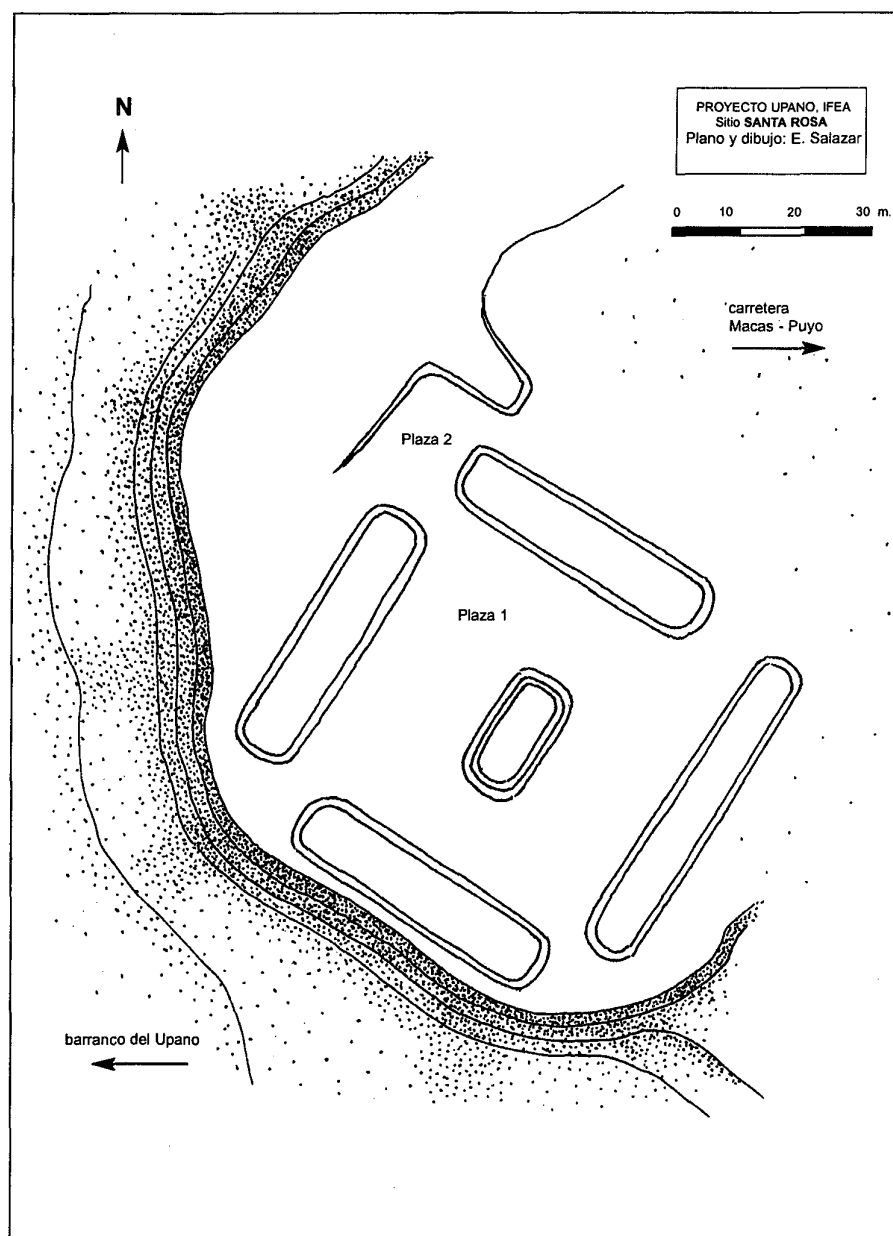 N
PROYECTO UPANO, IFEA
Sitio SANTA ROSA
Plano y dibujo: E. Salazar
0 10 20 30 m.
carretera
Macas - Puyo
Plaza 2
Plaza 1
barranco del Upano